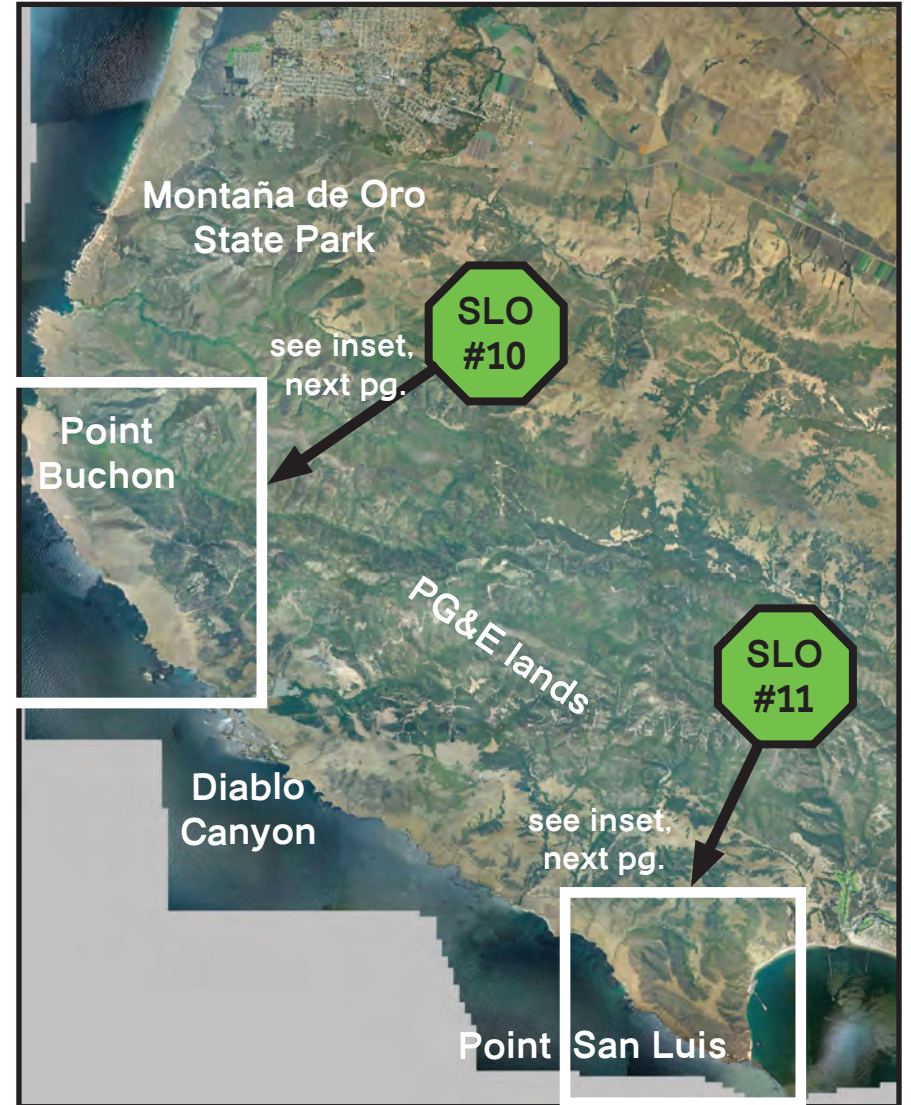 Montaña de Oro
State Park
SLO
#10
see inset,
next pg.
Point
Buchon
PG&E lands
SLO
#11
Diablo
Canyon
see inset,
next pg.
Point San Luis